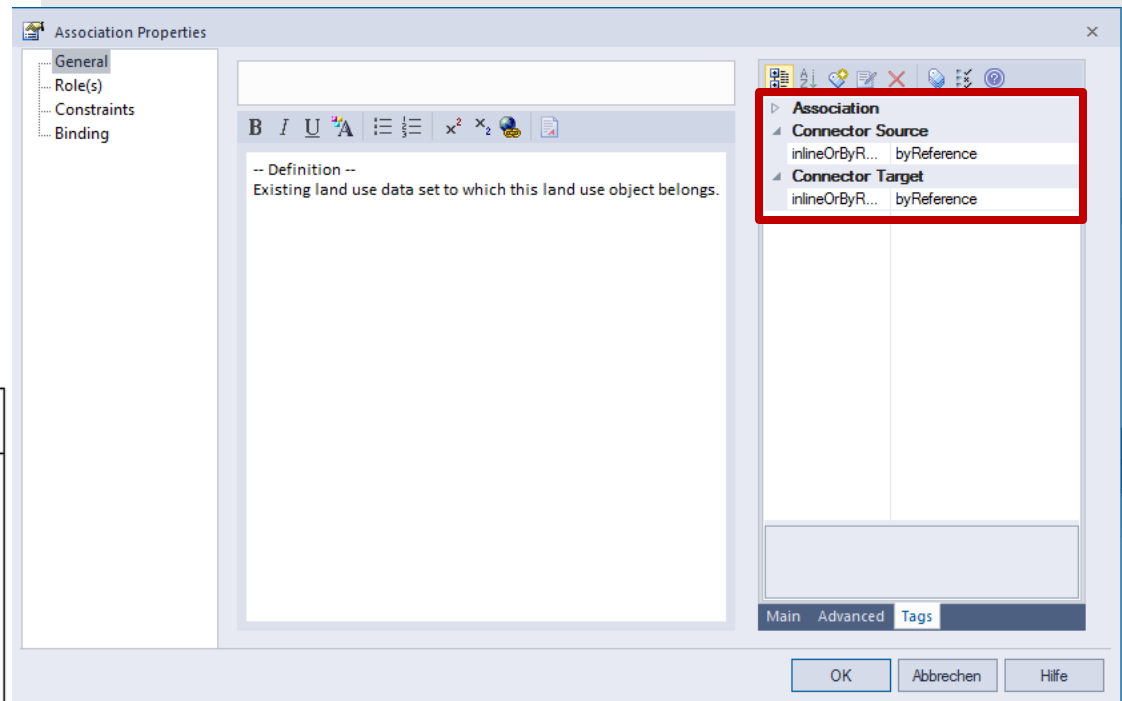 Association Properties
General
Role(s)
Constraints
Binding
B I U A x² ×₂
-- Definition --
Existing land use data set to which this land use object belongs.
Association
Connector Source
inlineOrByR... byReference
Connector Target
inlineOrByR... byReference
Main Advanced Tags
OK Abbrechen Hilfe